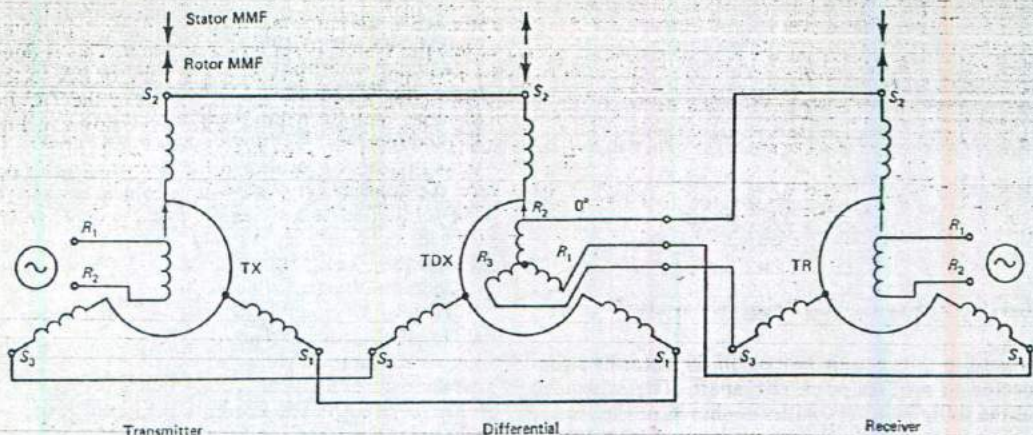 Stator MMF
Rotor MMF
S2 S2 S2
R1 R2 TX S3 S1
R2 0° R3 R1 TDX S3 S1
R1 R2 TR S3 S1
Transmitter Differential Receiver